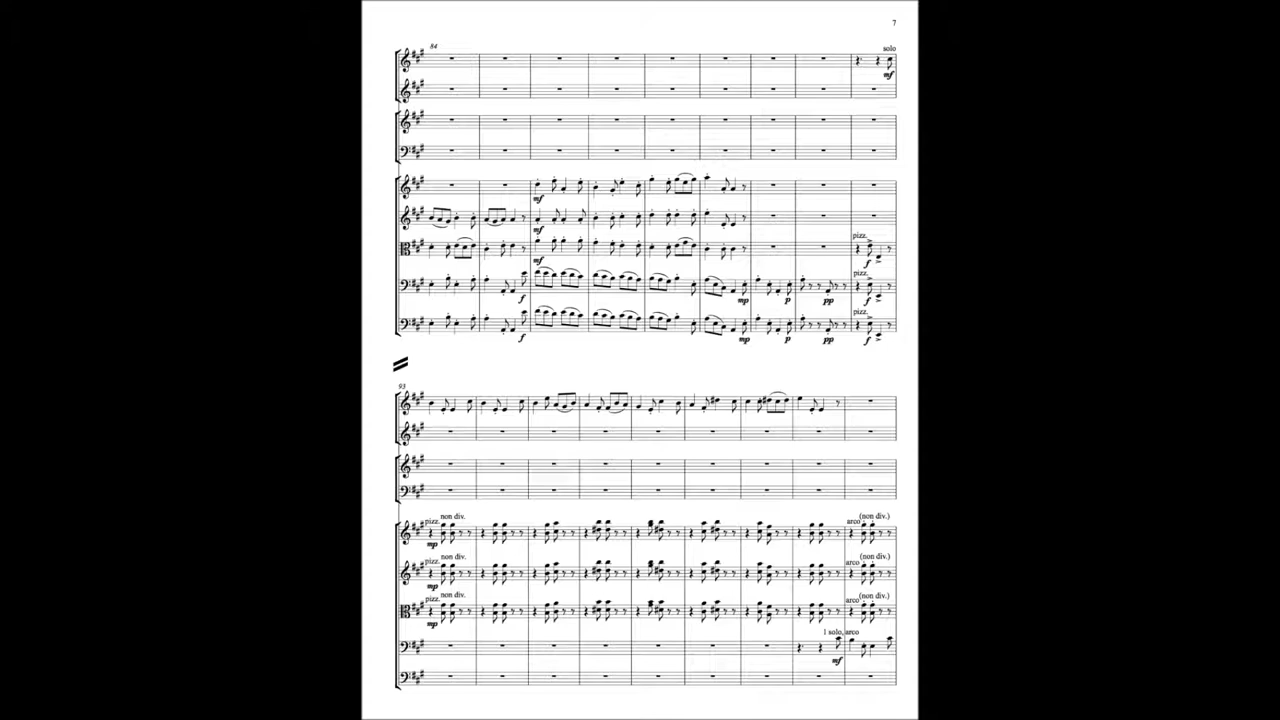 7
84
solo
mf
mf
mf
pizz.
mf
f
pizz.
f
mp
p
pp
f
pizz.
f
mp
p
pp
f
93
pizz. non div.
arco (non div.)
mp
pizz. non div.
arco (non div.)
mp
pizz. non div.
arco (non div.)
mp
1 solo, arco
mf